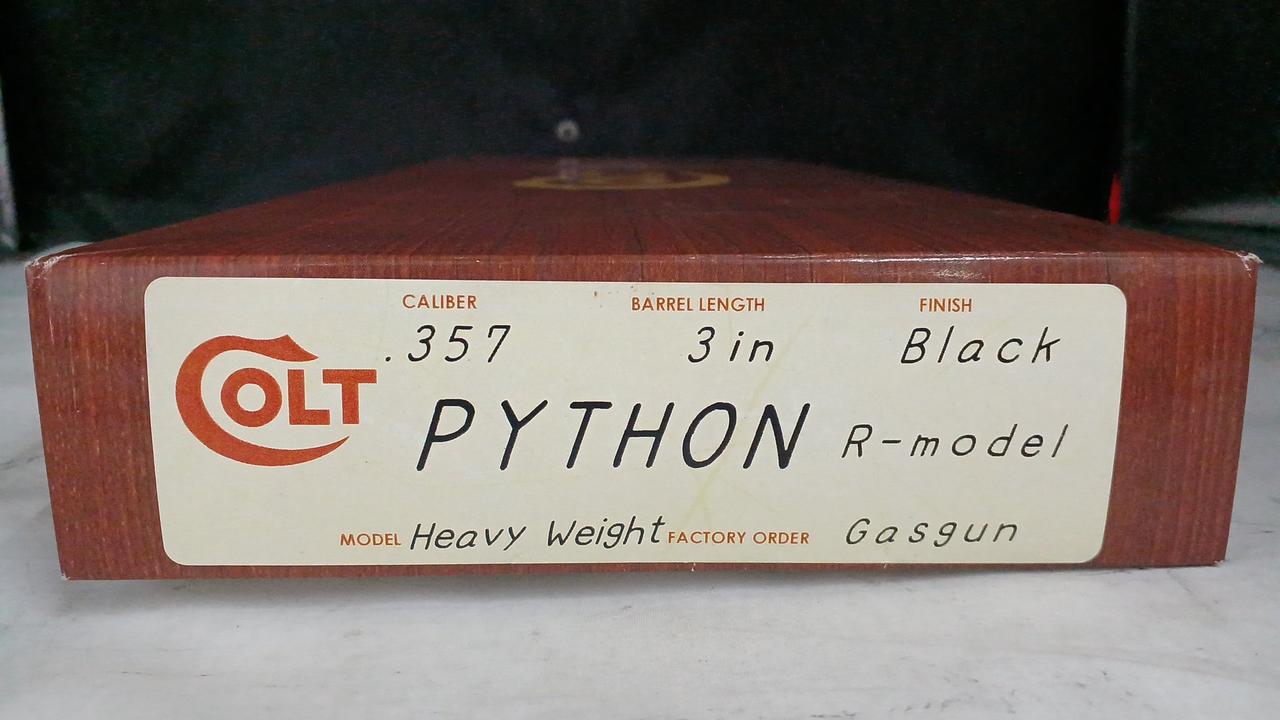 CALIBER BARREL LENGTH FINISH
.357 3in Black
COLT
PYTHON R-model
MODEL Heavy Weight FACTORY ORDER Gasgun